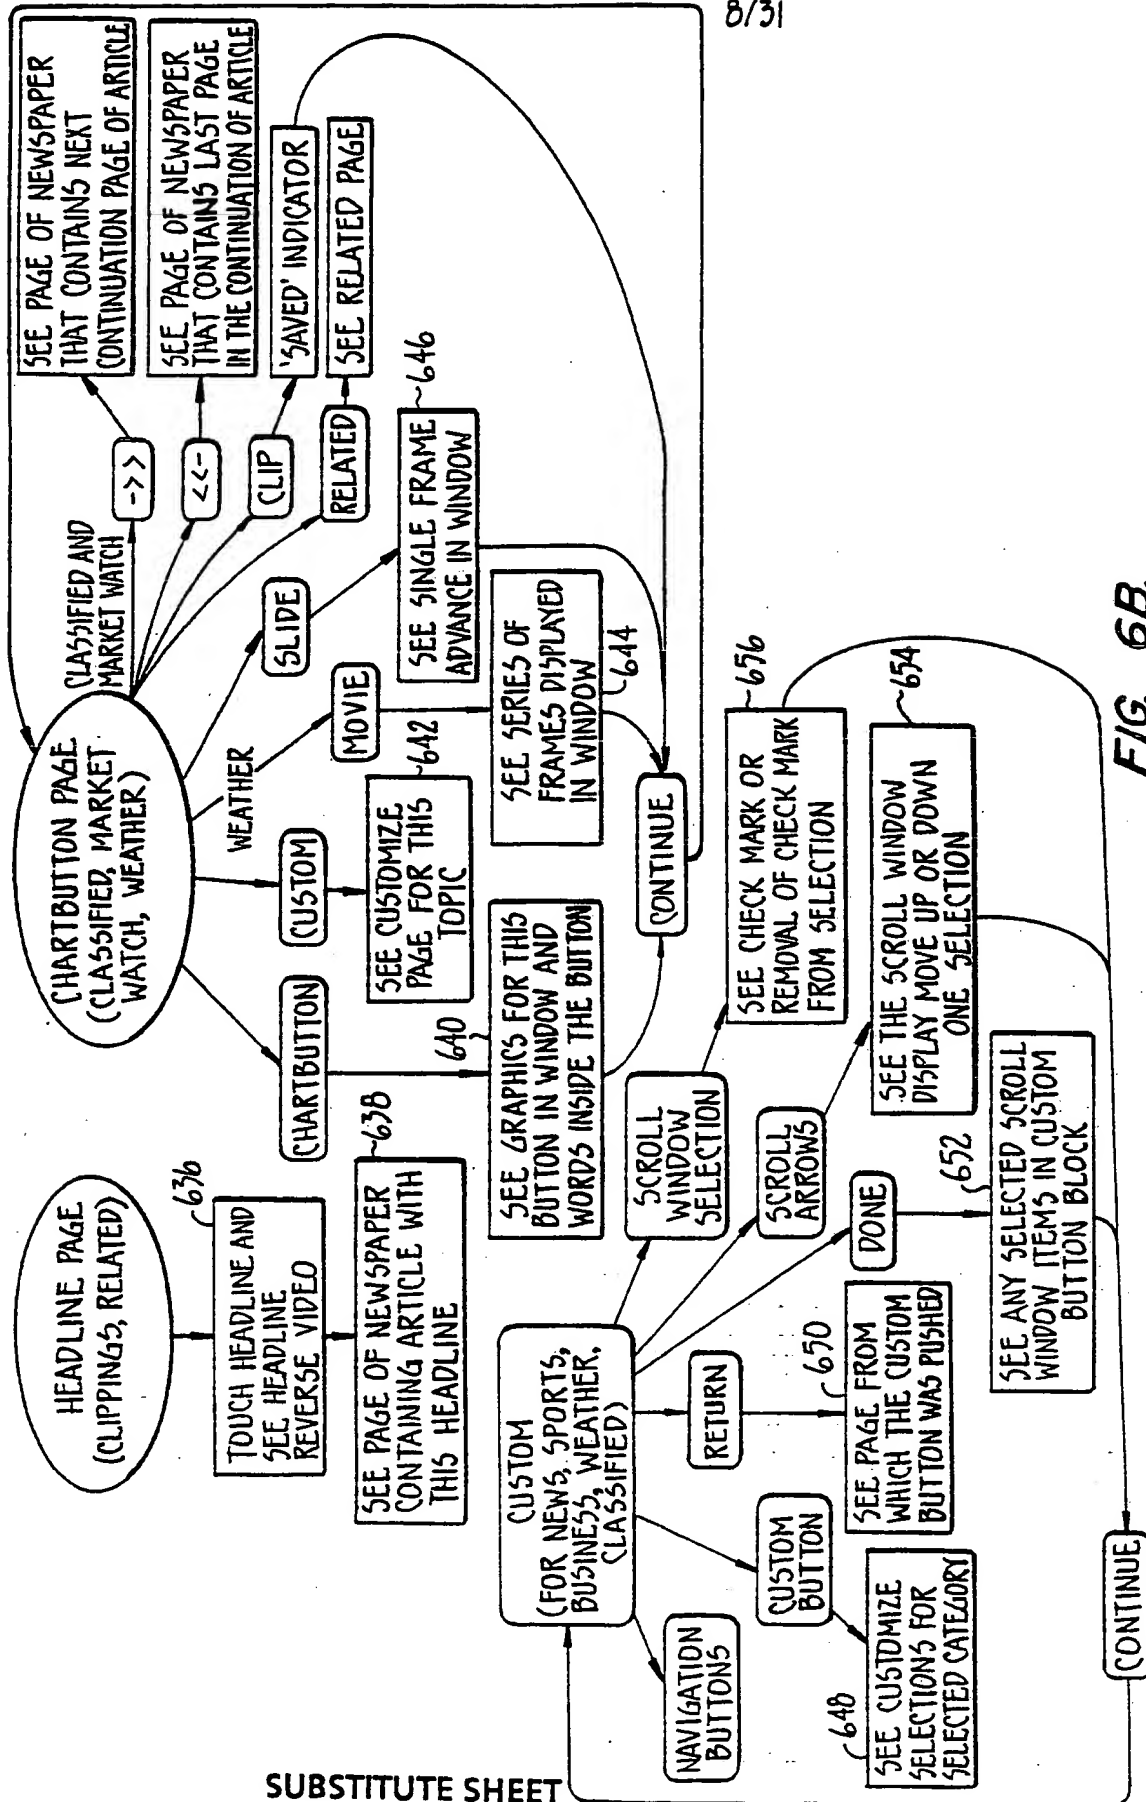 8/31
HEADLINE PAGE
(CLIPPINGS, RELATED)
636
TOUCH HEADLINE AND
SEE HEADLINE
REVERSE VIDEO
638
SEE PAGE OF NEWSPAPER
CONTAINING ARTICLE WITH
THIS HEADLINE
CHARTBUTTON PAGE
(CLASSIFIED, MARKET
WATCH, WEATHER)
CHARTBUTTON
640
SEE GRAPHICS FOR THIS
BUTTON IN WINDOW AND
WORDS INSIDE THE BUTTON
CUSTOM
642
SEE CUSTOMIZE
PAGE FOR THIS
TOPIC
WEATHER
MOVIE
SEE SERIES OF
FRAMES DISPLAYED
IN WINDOW
644
SLIDE
646
SEE SINGLE FRAME
ADVANCE IN WINDOW
CLASSIFIED AND
MARKET WATCH
->>
SEE PAGE OF NEWSPAPER
THAT CONTAINS NEXT
CONTINUATION PAGE OF ARTICLE
<<-
SEE PAGE OF NEWSPAPER
THAT CONTAINS LAST PAGE
IN THE CONTINUATION OF ARTICLE
CLIP
'SAVED' INDICATOR
RELATED
SEE RELATED PAGE
CONTINUE
CUSTOM
(FOR NEWS, SPORTS,
BUSINESS, WEATHER,
CLASSIFIED)
NAVIGATION
BUTTONS
CUSTOM
BUTTON
648
SEE CUSTOMIZE
SELECTIONS FOR
SELECTED CATEGORY
RETURN
650
SEE PAGE FROM
WHICH THE CUSTOM
BUTTON WAS PUSHED
DONE
652
SEE ANY SELECTED SCROLL
WINDOW ITEMS IN CUSTOM
BUTTON BLOCK
SCROLL
ARROWS
654
SEE THE SCROLL WINDOW
DISPLAY MOVE UP OR DOWN
ONE SELECTION
SCROLL
WINDOW
SELECTION
656
SEE CHECK MARK OR
REMOVAL OF CHECK MARK
FROM SELECTION
CONTINUE
FIG. 6B.
SUBSTITUTE SHEET